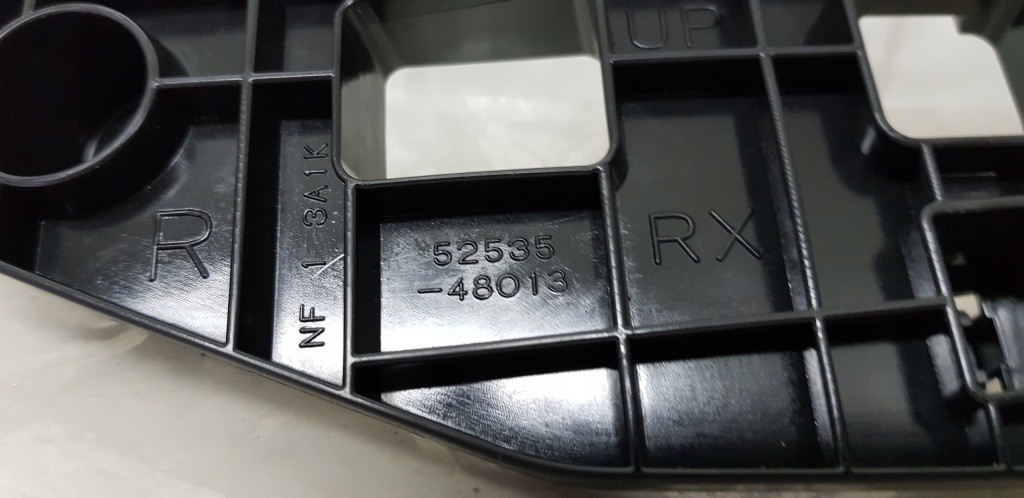 UP
R
NF 1 3A1K
52535
-48013
RX